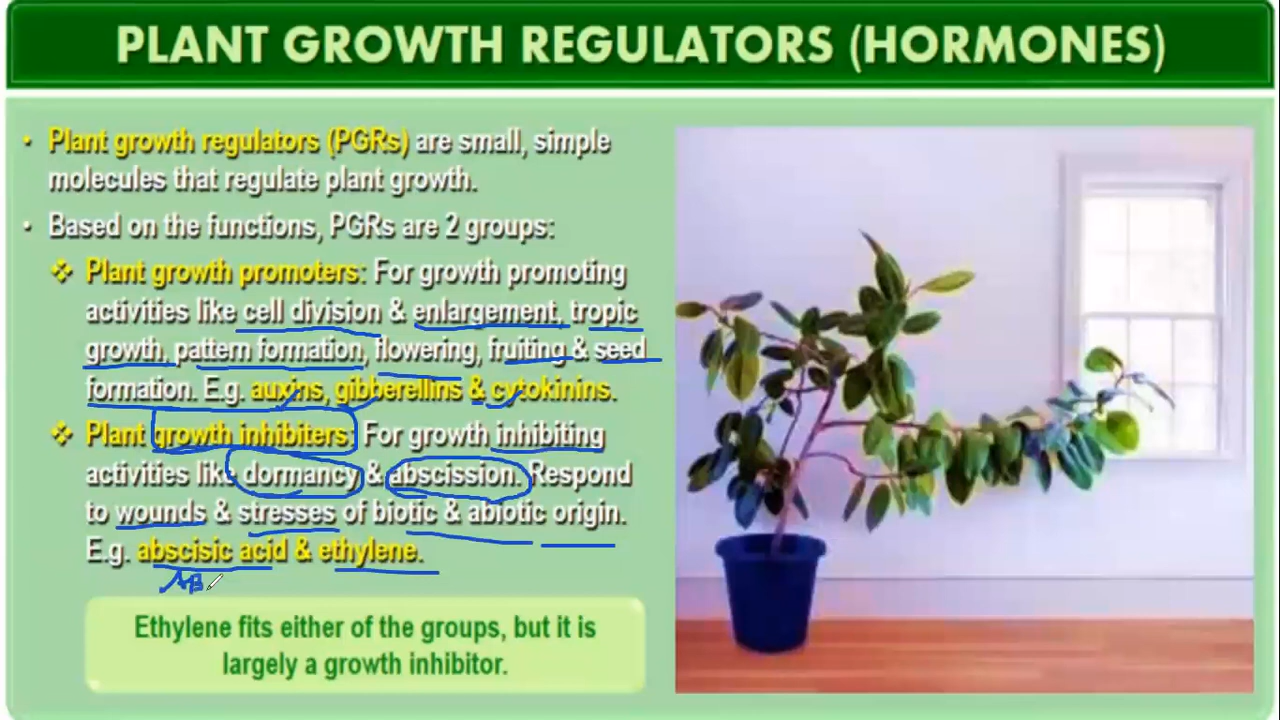 PLANT GROWTH REGULATORS (HORMONES)
• Plant growth regulators (PGRs) are small, simple
molecules that regulate plant growth.
• Based on the functions, PGRs are 2 groups:
❖ Plant growth promoters: For growth promoting
activities like cell division & enlargement, tropic
growth, pattern formation, flowering, fruiting & seed
formation. E.g. auxins, gibberellins & cytokinins.
❖ Plant growth inhibiters: For growth inhibiting
activities like dormancy & abscission. Respond
to wounds & stresses of biotic & abiotic origin.
E.g. abscisic acid & ethylene.
AB
Ethylene fits either of the groups, but it is
largely a growth inhibitor.